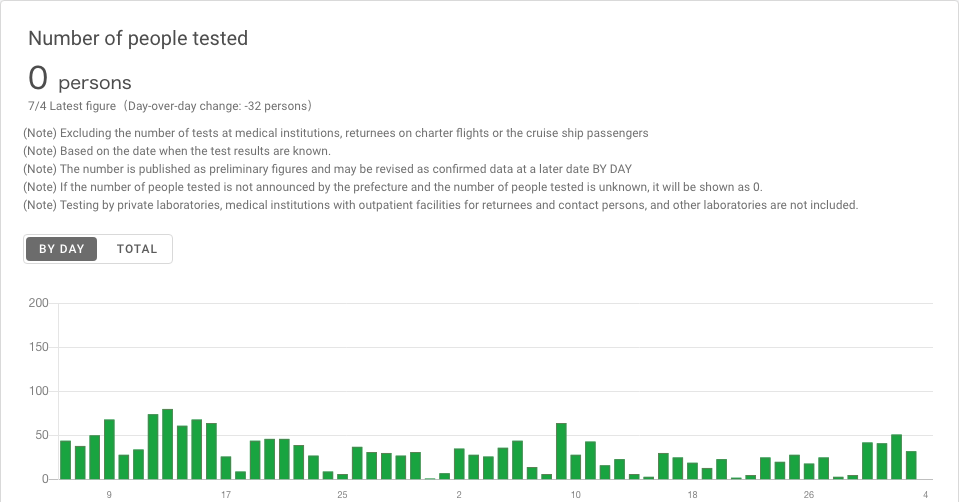 Number of people tested
0 persons
7/4 Latest figure（Day-over-day change: -32 persons）
(Note) Excluding the number of tests at medical institutions, returnees on charter flights or the cruise ship passengers
(Note) Based on the date when the test results are known.
(Note) The number is published as preliminary figures and may be revised as confirmed data at a later date BY DAY
(Note) If the number of people tested is not announced by the prefecture and the number of people tested is unknown, it will be shown as 0.
(Note) Testing by private laboratories, medical institutions with outpatient facilities for returnees and contact persons, and other laboratories are not included.
BY DAY TOTAL
200
150
100
50
0
9 17 25 2 10 18 26 4